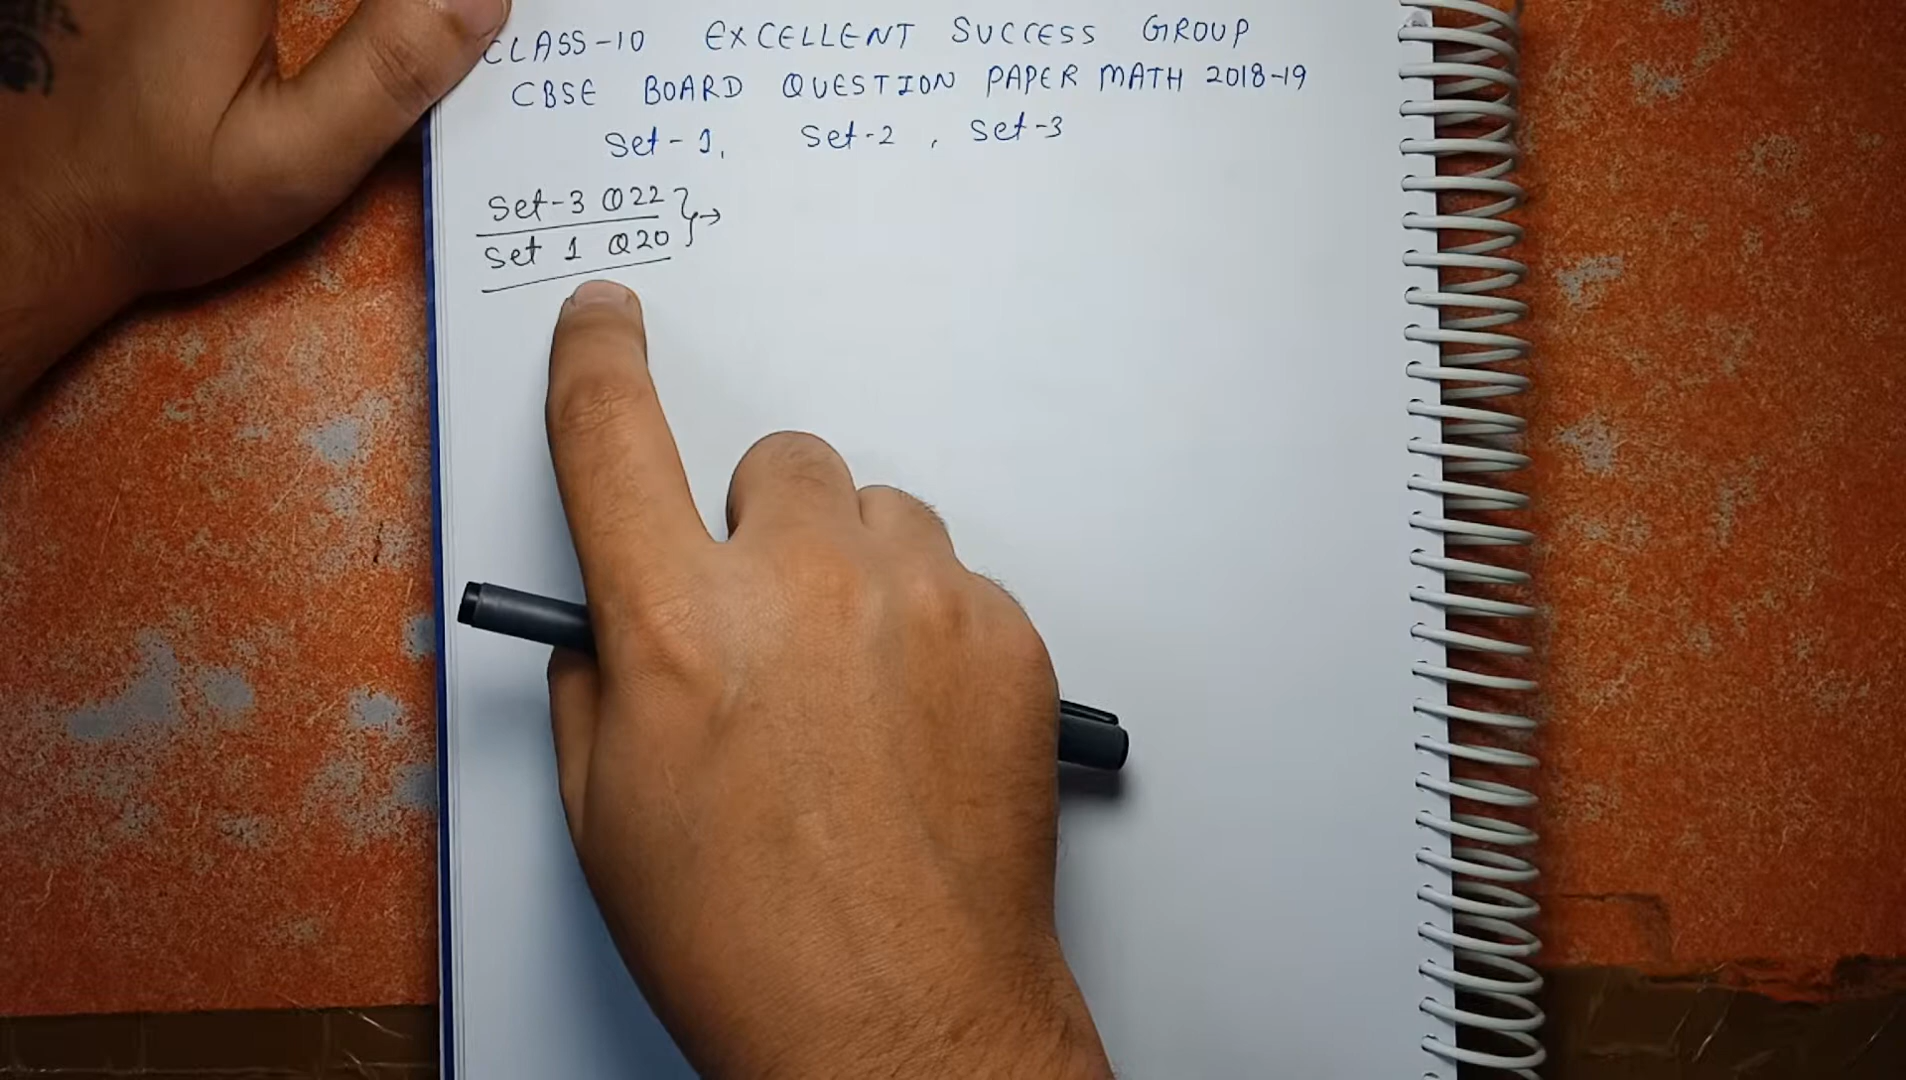 CLASS-10 EXCELLENT SUCCESS GROUP
CBSE BOARD QUESTION PAPER MATH 2018-19
Set-1, Set-2, Set-3
Set-3 Q22 } →
Set 1 Q20